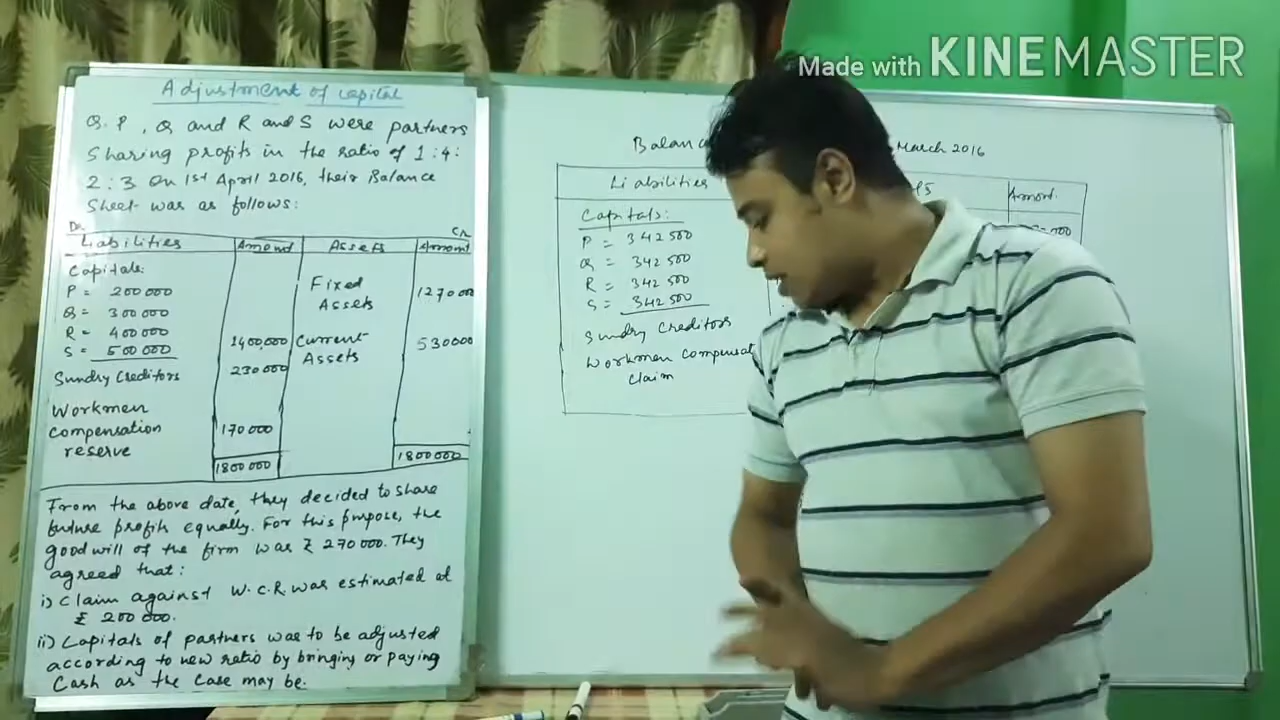 Made with KINEMASTER
Adjustment of capital
Q. P, Q and R and S were partners
Sharing profits in the ratio of 1:4:
2:3 On 1st April 2016, their Balance
Sheet was as follows:
Dr. Cr
Liabilities Amount Assets Amount
Capitals:
P = 200000
Q = 300000
R = 400000
S = 500000 1400,000
Fixed
Assets 1270000
Current
Assets 530000
Sundry Creditors 230000
Workmen
compensation
reserve 170000
1800000 1800000
From the above date, they decided to share
future profits equally. For this purpose, the
goodwill of the firm was ₹ 270000. They
agreed that:
i) Claim against W.C.R. was estimated at
₹ 200000.
ii) Capitals of partners was to be adjusted
according to new ratio by bringing or paying
Cash as the case may be.
March 2016
Liabilities Amont.
Capitals:
P = 342500
Q = 342500
R = 342500
S = 342500
Sundry Creditors
Workmen
claim